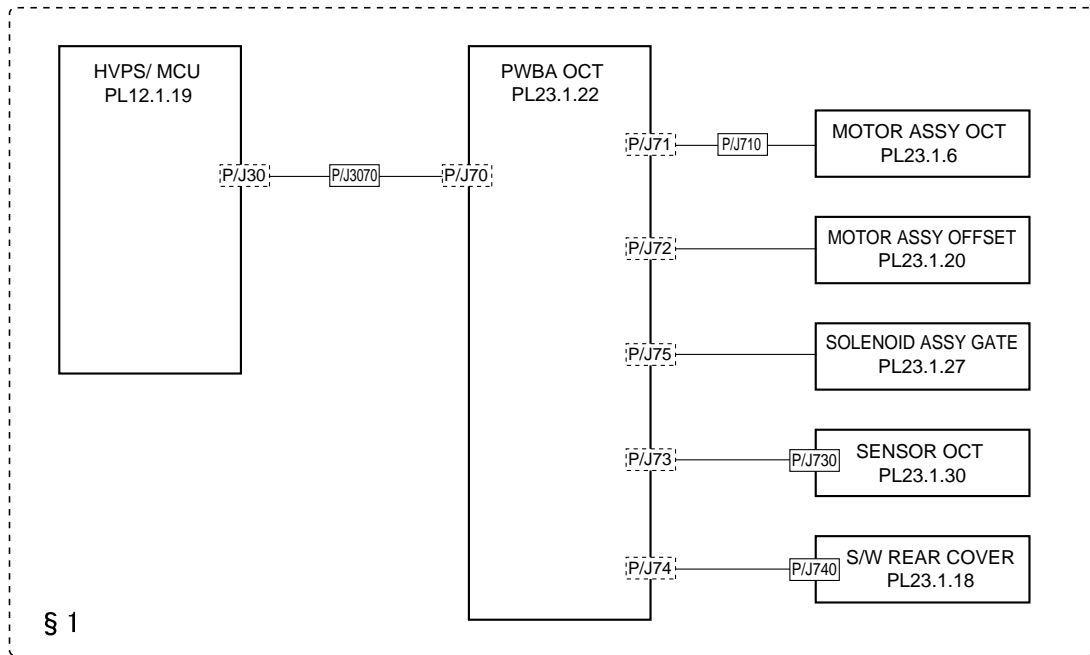 HVPS/ MCU
PL12.1.19
P/J30
P/J3070
P/J70
PWBA OCT
PL23.1.22
P/J71
P/J710
MOTOR ASSY OCT
PL23.1.6
P/J72
MOTOR ASSY OFFSET
PL23.1.20
P/J75
SOLENOID ASSY GATE
PL23.1.27
P/J73
P/J730
SENSOR OCT
PL23.1.30
P/J74
P/J740
S/W REAR COVER
PL23.1.18
§ 1